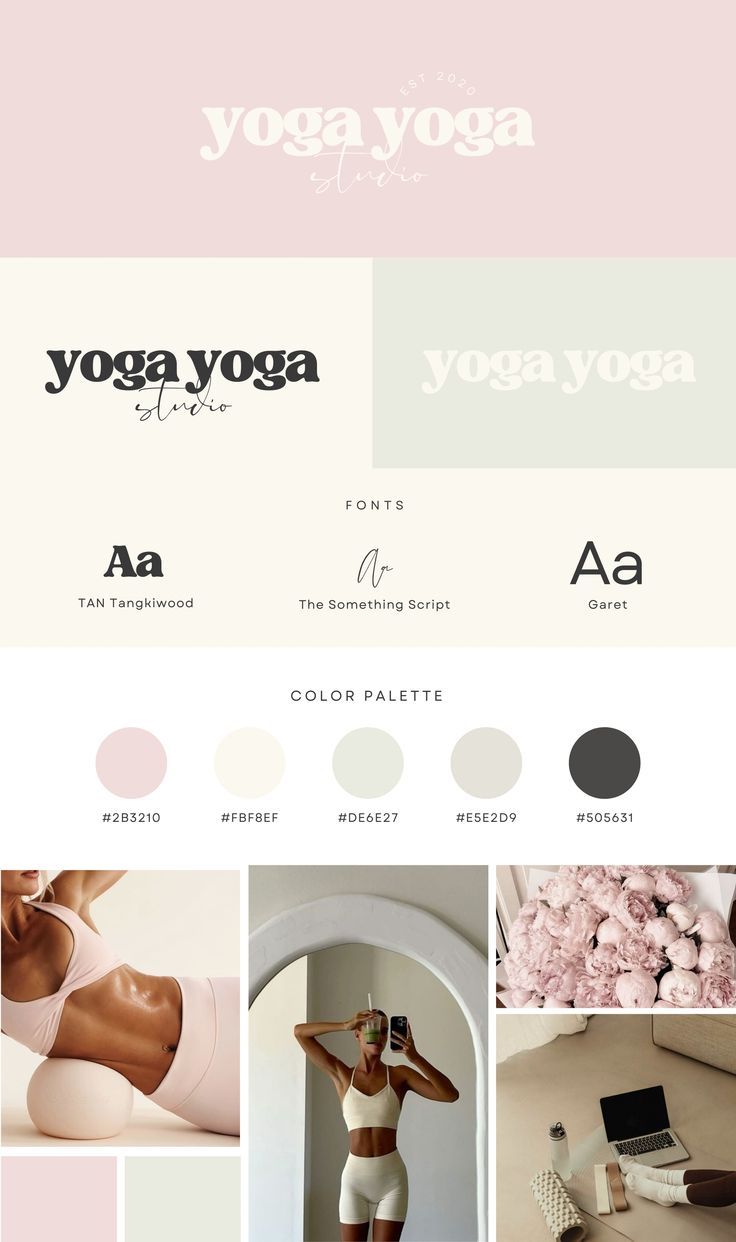 EST 2020
yoga yoga
studio
yoga yoga
studio
yoga yoga
FONTS
Aa
Aa
Aa
TAN Tangkiwood
The Something Script
Garet
COLOR PALETTE
#2B3210
#FBF8EF
#DE6E27
#E5E2D9
#505631